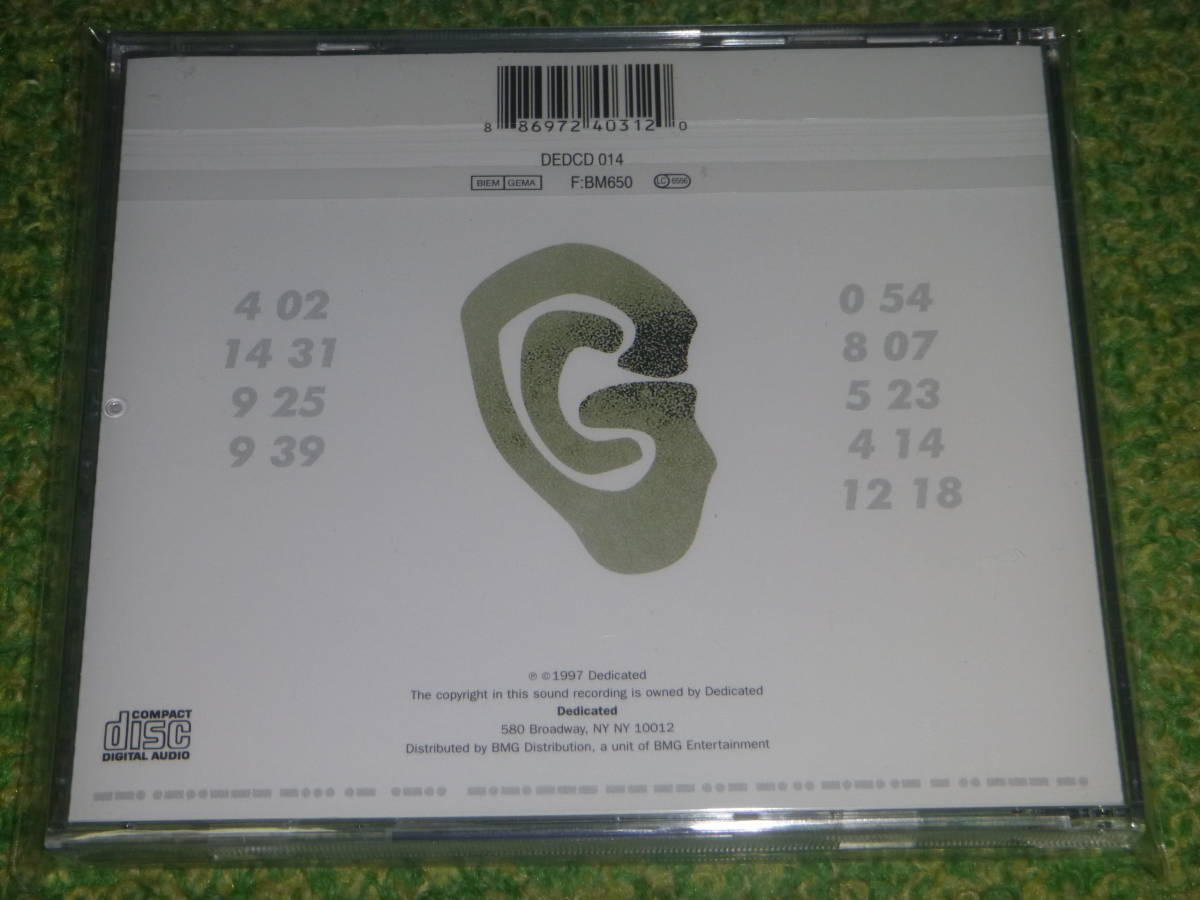 8 86972 40312 0
DEDCD 014
BIEM GEMA F:BM650 LC 6596
4 02
14 31
9 25
9 39
0 54
8 07
5 23
4 14
12 18
℗ © 1997 Dedicated
The copyright in this sound recording is owned by Dedicated
Dedicated
580 Broadway, NY NY 10012
Distributed by BMG Distribution, a unit of BMG Entertainment
COMPACT
disc
DIGITAL AUDIO